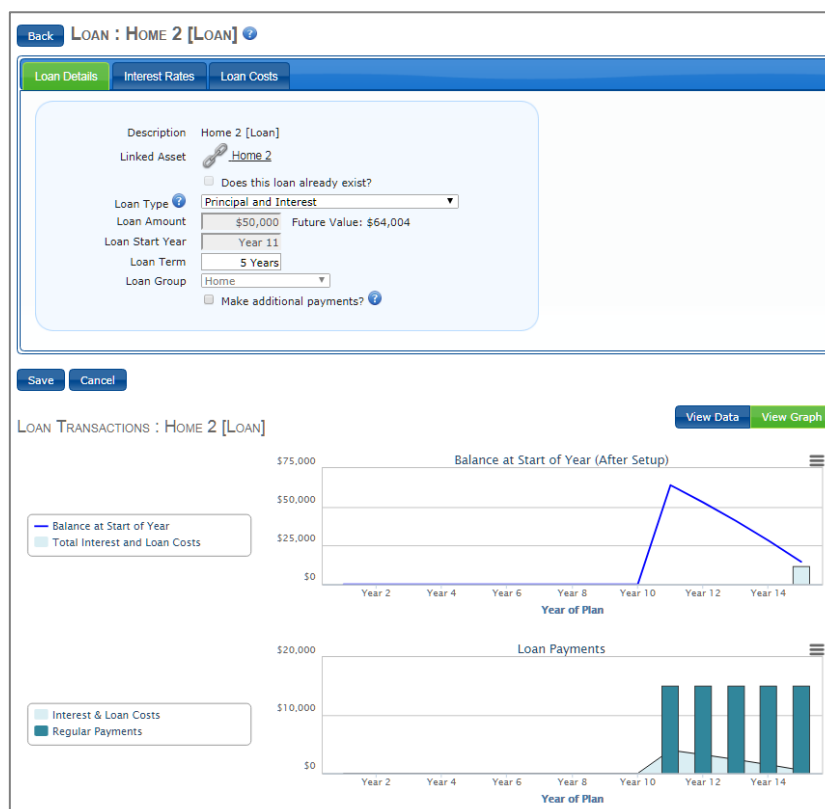 Back LOAN : HOME 2 [LOAN] ?
Loan Details Interest Rates Loan Costs
Description Home 2 [Loan]
Linked Asset Home 2
Does this loan already exist?
Loan Type ? Principal and Interest
Loan Amount $50,000 Future Value: $64,004
Loan Start Year Year 11
Loan Term 5 Years
Loan Group Home
Make additional payments? ?
Save Cancel
View Data View Graph
LOAN TRANSACTIONS : HOME 2 [LOAN]
Balance at Start of Year (After Setup)
$75,000
$50,000
$25,000
$0
Balance at Start of Year
Total Interest and Loan Costs
Year 2 Year 4 Year 6 Year 8 Year 10 Year 12 Year 14
Year of Plan
Loan Payments
$20,000
$10,000
$0
Interest & Loan Costs
Regular Payments
Year 2 Year 4 Year 6 Year 8 Year 10 Year 12 Year 14
Year of Plan